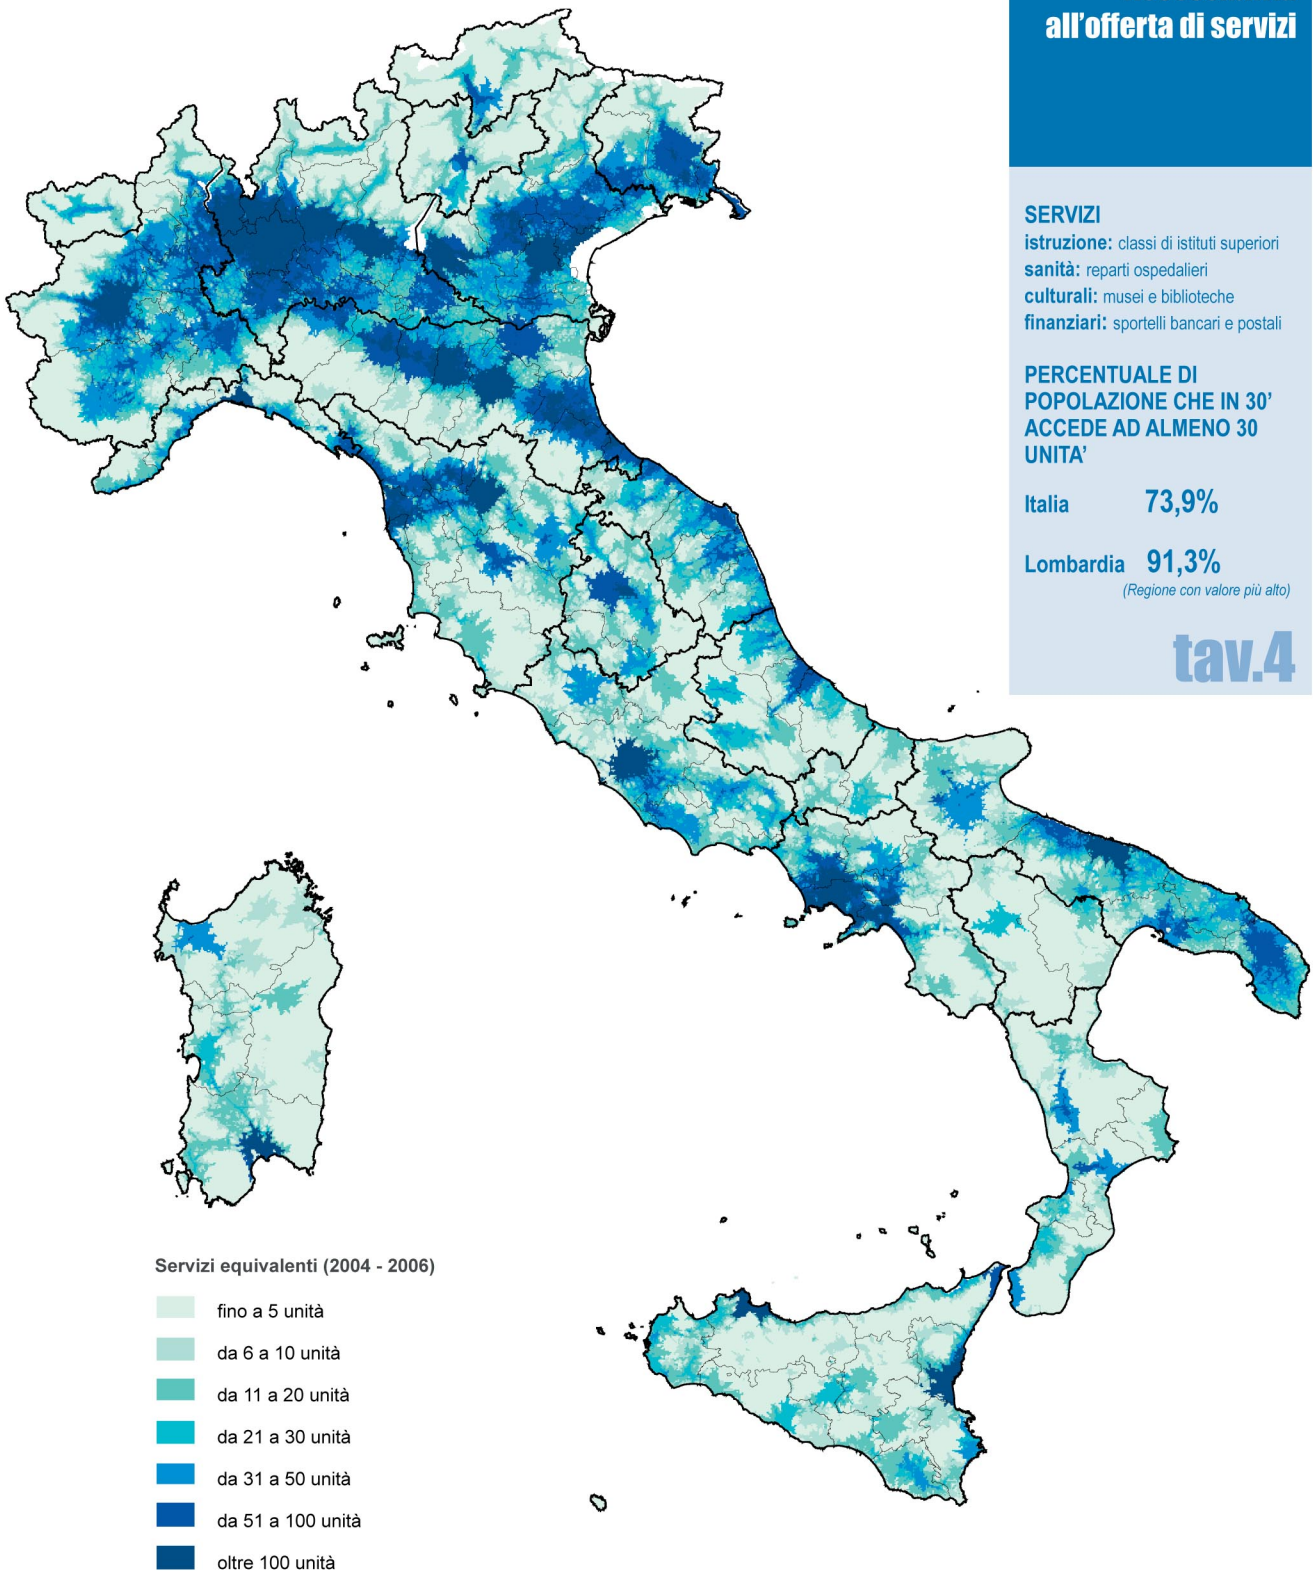 all'offerta di servizi
SERVIZI
istruzione: classi di istituti superiori
sanità: reparti ospedalieri
culturali: musei e biblioteche
finanziari: sportelli bancari e postali
PERCENTUALE DI
POPOLAZIONE CHE IN 30'
ACCEDE AD ALMENO 30
UNITA'
Italia 73,9%
Lombardia 91,3%
(Regione con valore più alto)
tav.4
Servizi equivalenti (2004 - 2006)
fino a 5 unità
da 6 a 10 unità
da 11 a 20 unità
da 21 a 30 unità
da 31 a 50 unità
da 51 a 100 unità
oltre 100 unità